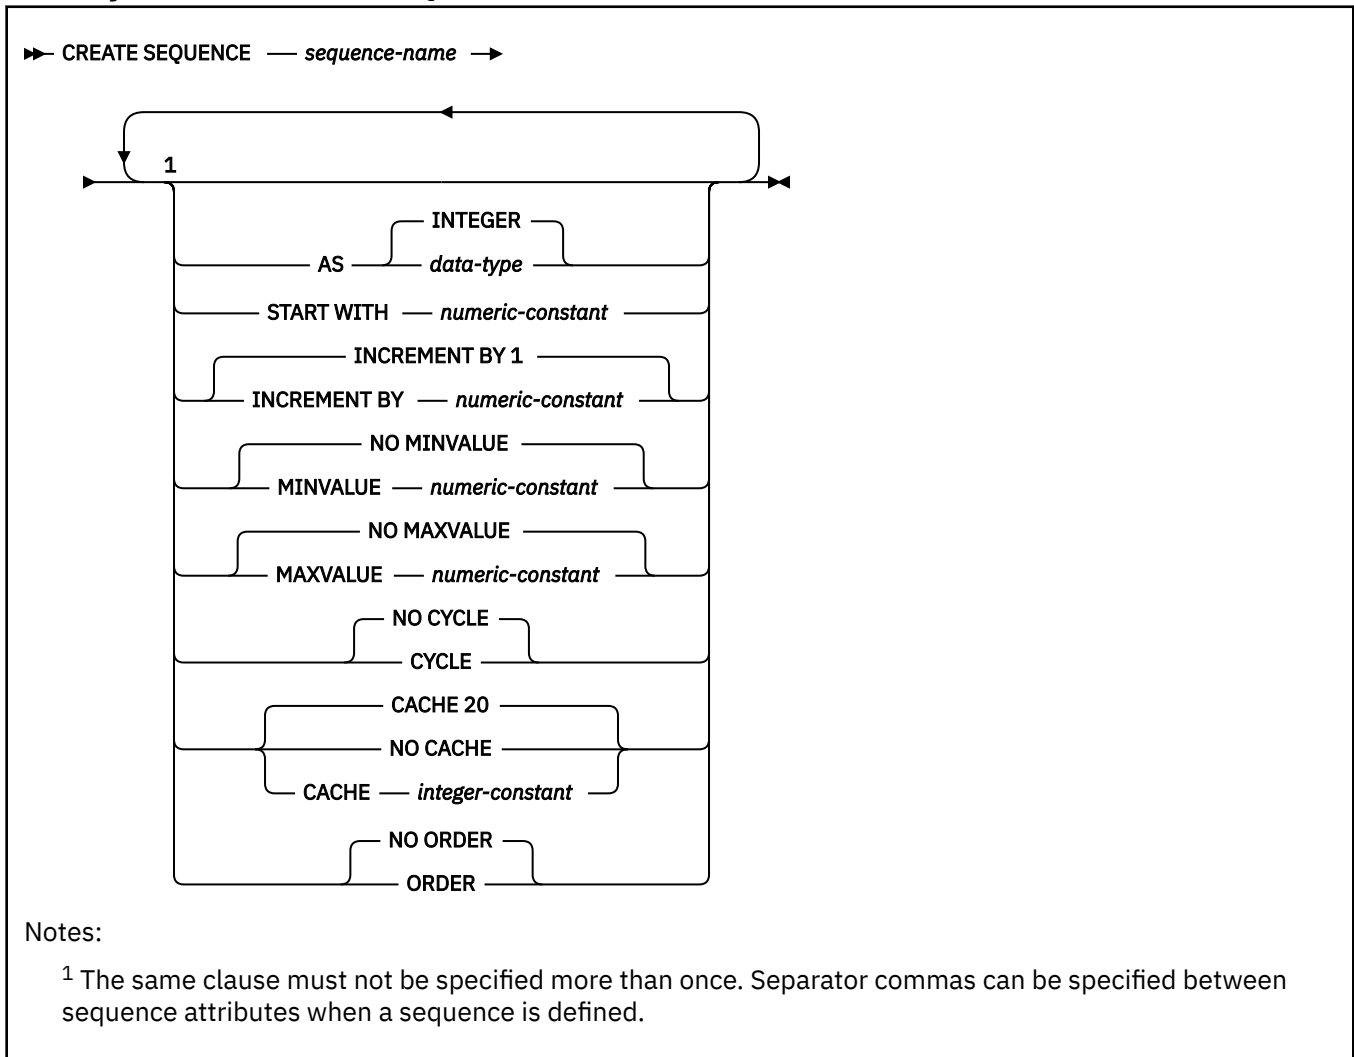 CREATE SEQUENCE sequence-name
1
INTEGER
AS data-type
START WITH numeric-constant
INCREMENT BY 1
INCREMENT BY numeric-constant
NO MINVALUE
MINVALUE numeric-constant
NO MAXVALUE
MAXVALUE numeric-constant
NO CYCLE
CYCLE
CACHE 20
NO CACHE
CACHE integer-constant
NO ORDER
ORDER
Notes:
1 The same clause must not be specified more than once. Separator commas can be specified between
sequence attributes when a sequence is defined.